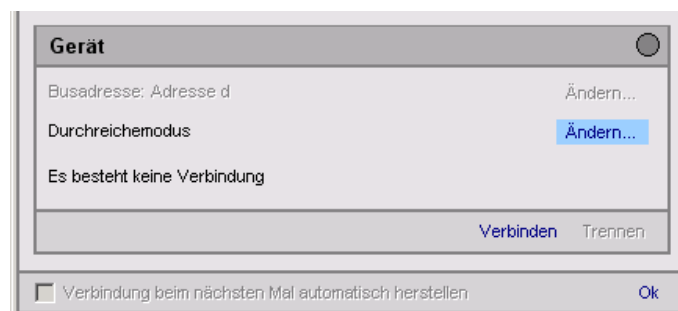 Gerät
Busadresse: Adresse d Ändern...
Durchreichemodus Ändern...
Es besteht keine Verbindung
Verbinden Trennen
Verbindung beim nächsten Mal automatisch herstellen Ok